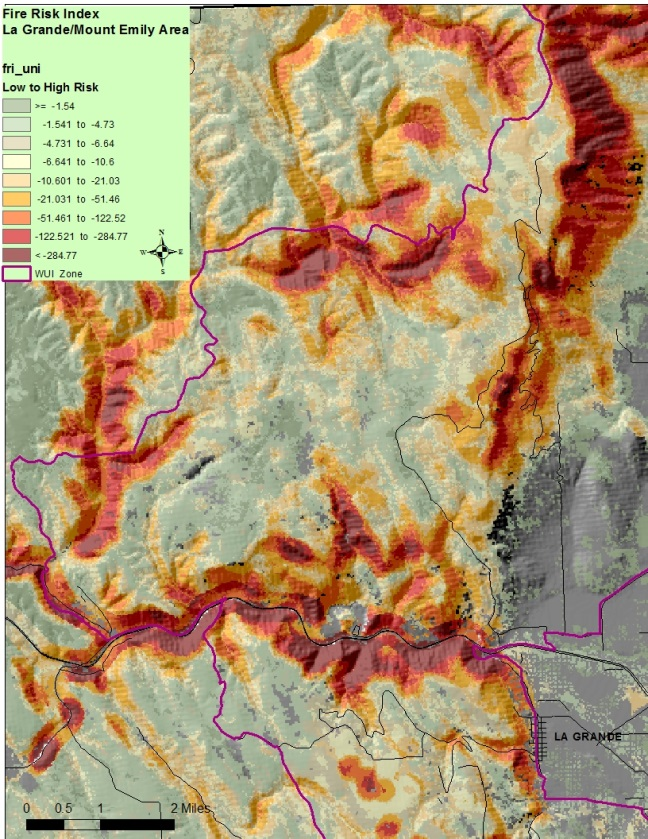 Fire Risk Index
La Grande/Mount Emily Area
fri_uni
Low to High Risk
>= -1.54
-1.541 to -4.73
-4.731 to -6.64
-6.641 to -10.6
-10.601 to -21.03
-21.031 to -51.46
-51.461 to -122.52
-122.521 to -284.77
< -284.77
WUI Zone
N
W E
S
LA GRANDE
0 0.5 1 2 Miles